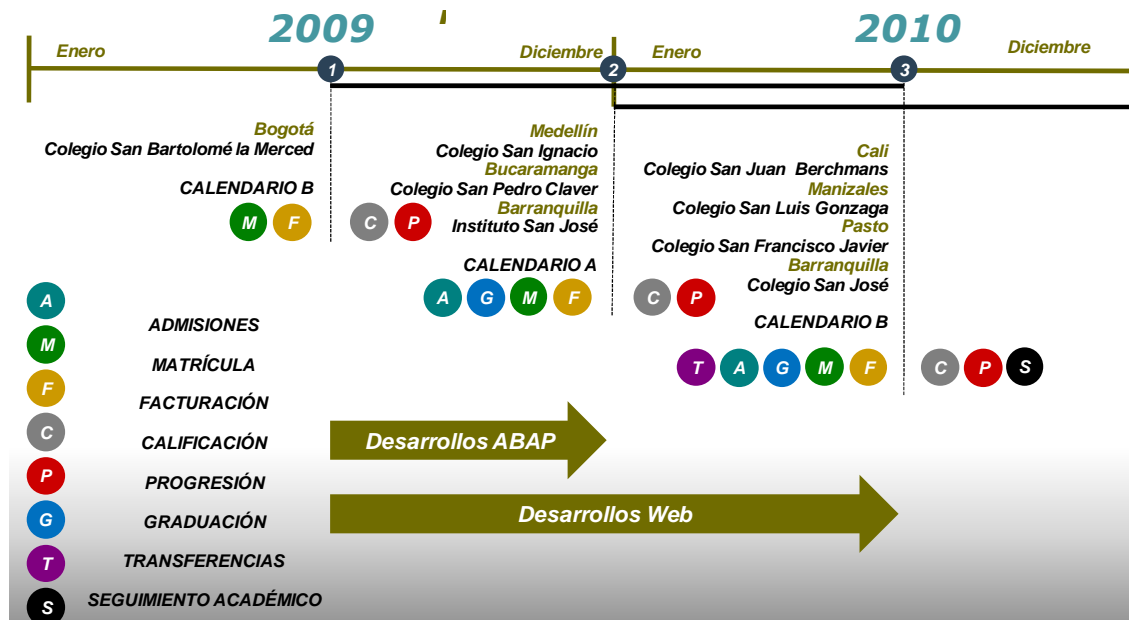 2009
2010
Enero
Diciembre
Enero
Diciembre
1
2
3
Bogotá
Colegio San Bartolomé la Merced
CALENDARIO B
M F
C P
Medellín
Colegio San Ignacio
Bucaramanga
Colegio San Pedro Claver
Barranquilla
Instituto San José
CALENDARIO A
A G M F
C P
Cali
Colegio San Juan Berchmans
Manizales
Colegio San Luis Gonzaga
Pasto
Colegio San Francisco Javier
Barranquilla
Colegio San José
CALENDARIO B
T A G M F
C P S
A
ADMISIONES
M
MATRÍCULA
F
FACTURACIÓN
C
CALIFICACIÓN
P
PROGRESIÓN
G
GRADUACIÓN
T
TRANSFERENCIAS
S
SEGUIMIENTO ACADÉMICO
Desarrollos ABAP
Desarrollos Web